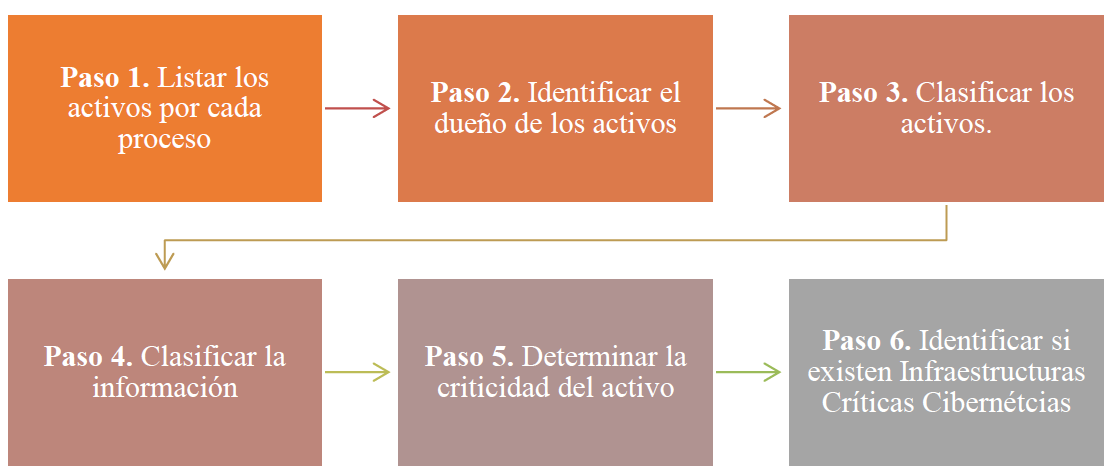 Paso 1. Listar los
activos por cada
proceso
Paso 2. Identificar el
dueño de los activos
Paso 3. Clasificar los
activos.
Paso 4. Clasificar la
información
Paso 5. Determinar la
criticidad del activo
Paso 6. Identificar si
existen Infraestructuras
Críticas Cibernétcias